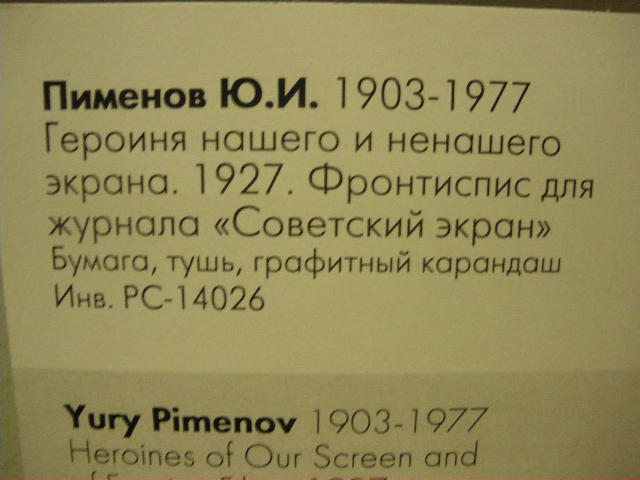 Пименов Ю.И. 1903-1977
Героиня нашего и ненашего
экрана. 1927. Фронтиспис для
журнала «Советский экран»
Бумага, тушь, графитный карандаш
Инв. РС-14026
Yury Pimenov 1903-1977
Heroines of Our Screen and